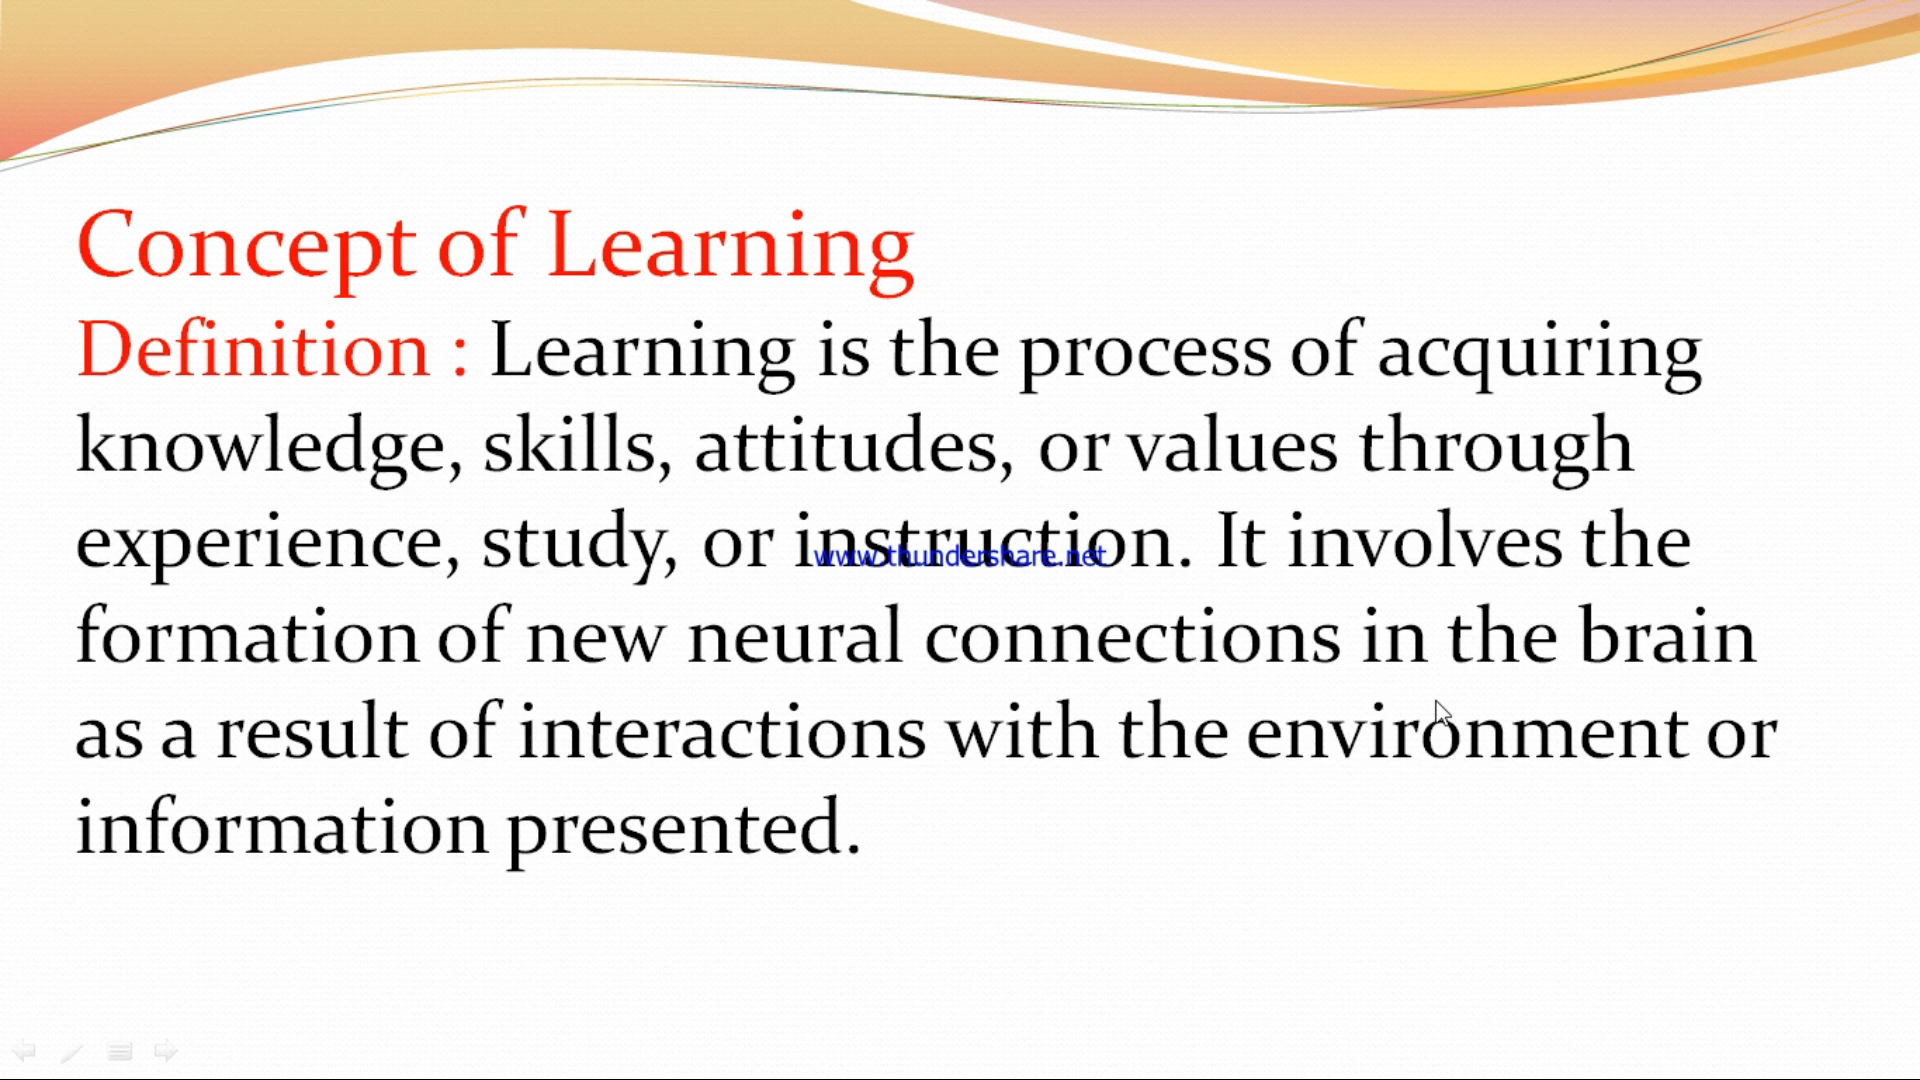 Concept of Learning
Definition : Learning is the process of acquiring
knowledge, skills, attitudes, or values through
experience, study, or instruction. It involves the
www.thundershare.net
formation of new neural connections in the brain
as a result of interactions with the environment or
information presented.